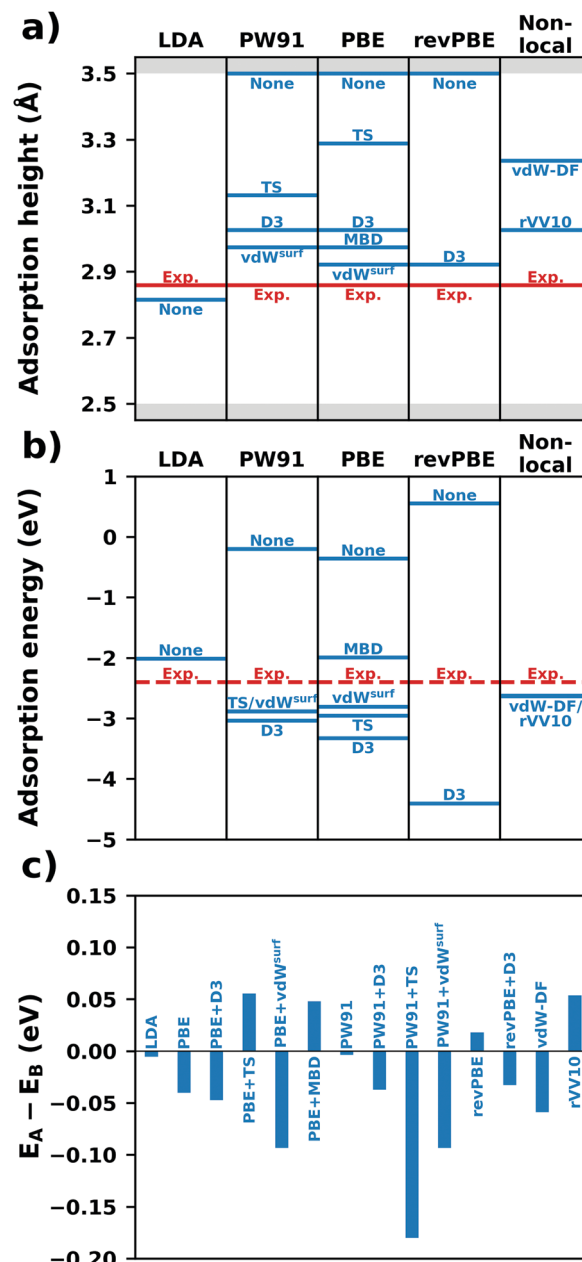 a)
LDA PW91 PBE revPBE Non-
local
Adsorption height (Å)
3.5
3.3
3.1
2.9
2.7
2.5
None None None
TS
vdW-DF
TS
D3 D3 rVV10
MBD
vdWsurf D3
vdWsurf
Exp. Exp.
Exp. Exp. Exp.
None
b)
LDA PW91 PBE revPBE Non-
local
Adsorption energy (eV)
1
0
−1
−2
−3
−4
−5
None
None None
None MBD
Exp. Exp. Exp. Exp. Exp.
TS/vdWsurf vdWsurf vdW-DF/
rVV10
D3 TS
D3
D3
c)
EA − EB (eV)
0.15
0.10
0.05
0.00
−0.05
−0.10
−0.15
−0.20
LDA
PBE
PBE+D3
PBE+TS
PBE+vdWsurf
PBE+MBD
PW91
PW91+D3
PW91+TS
PW91+vdWsurf
revPBE
revPBE+D3
vdW-DF
rVV10